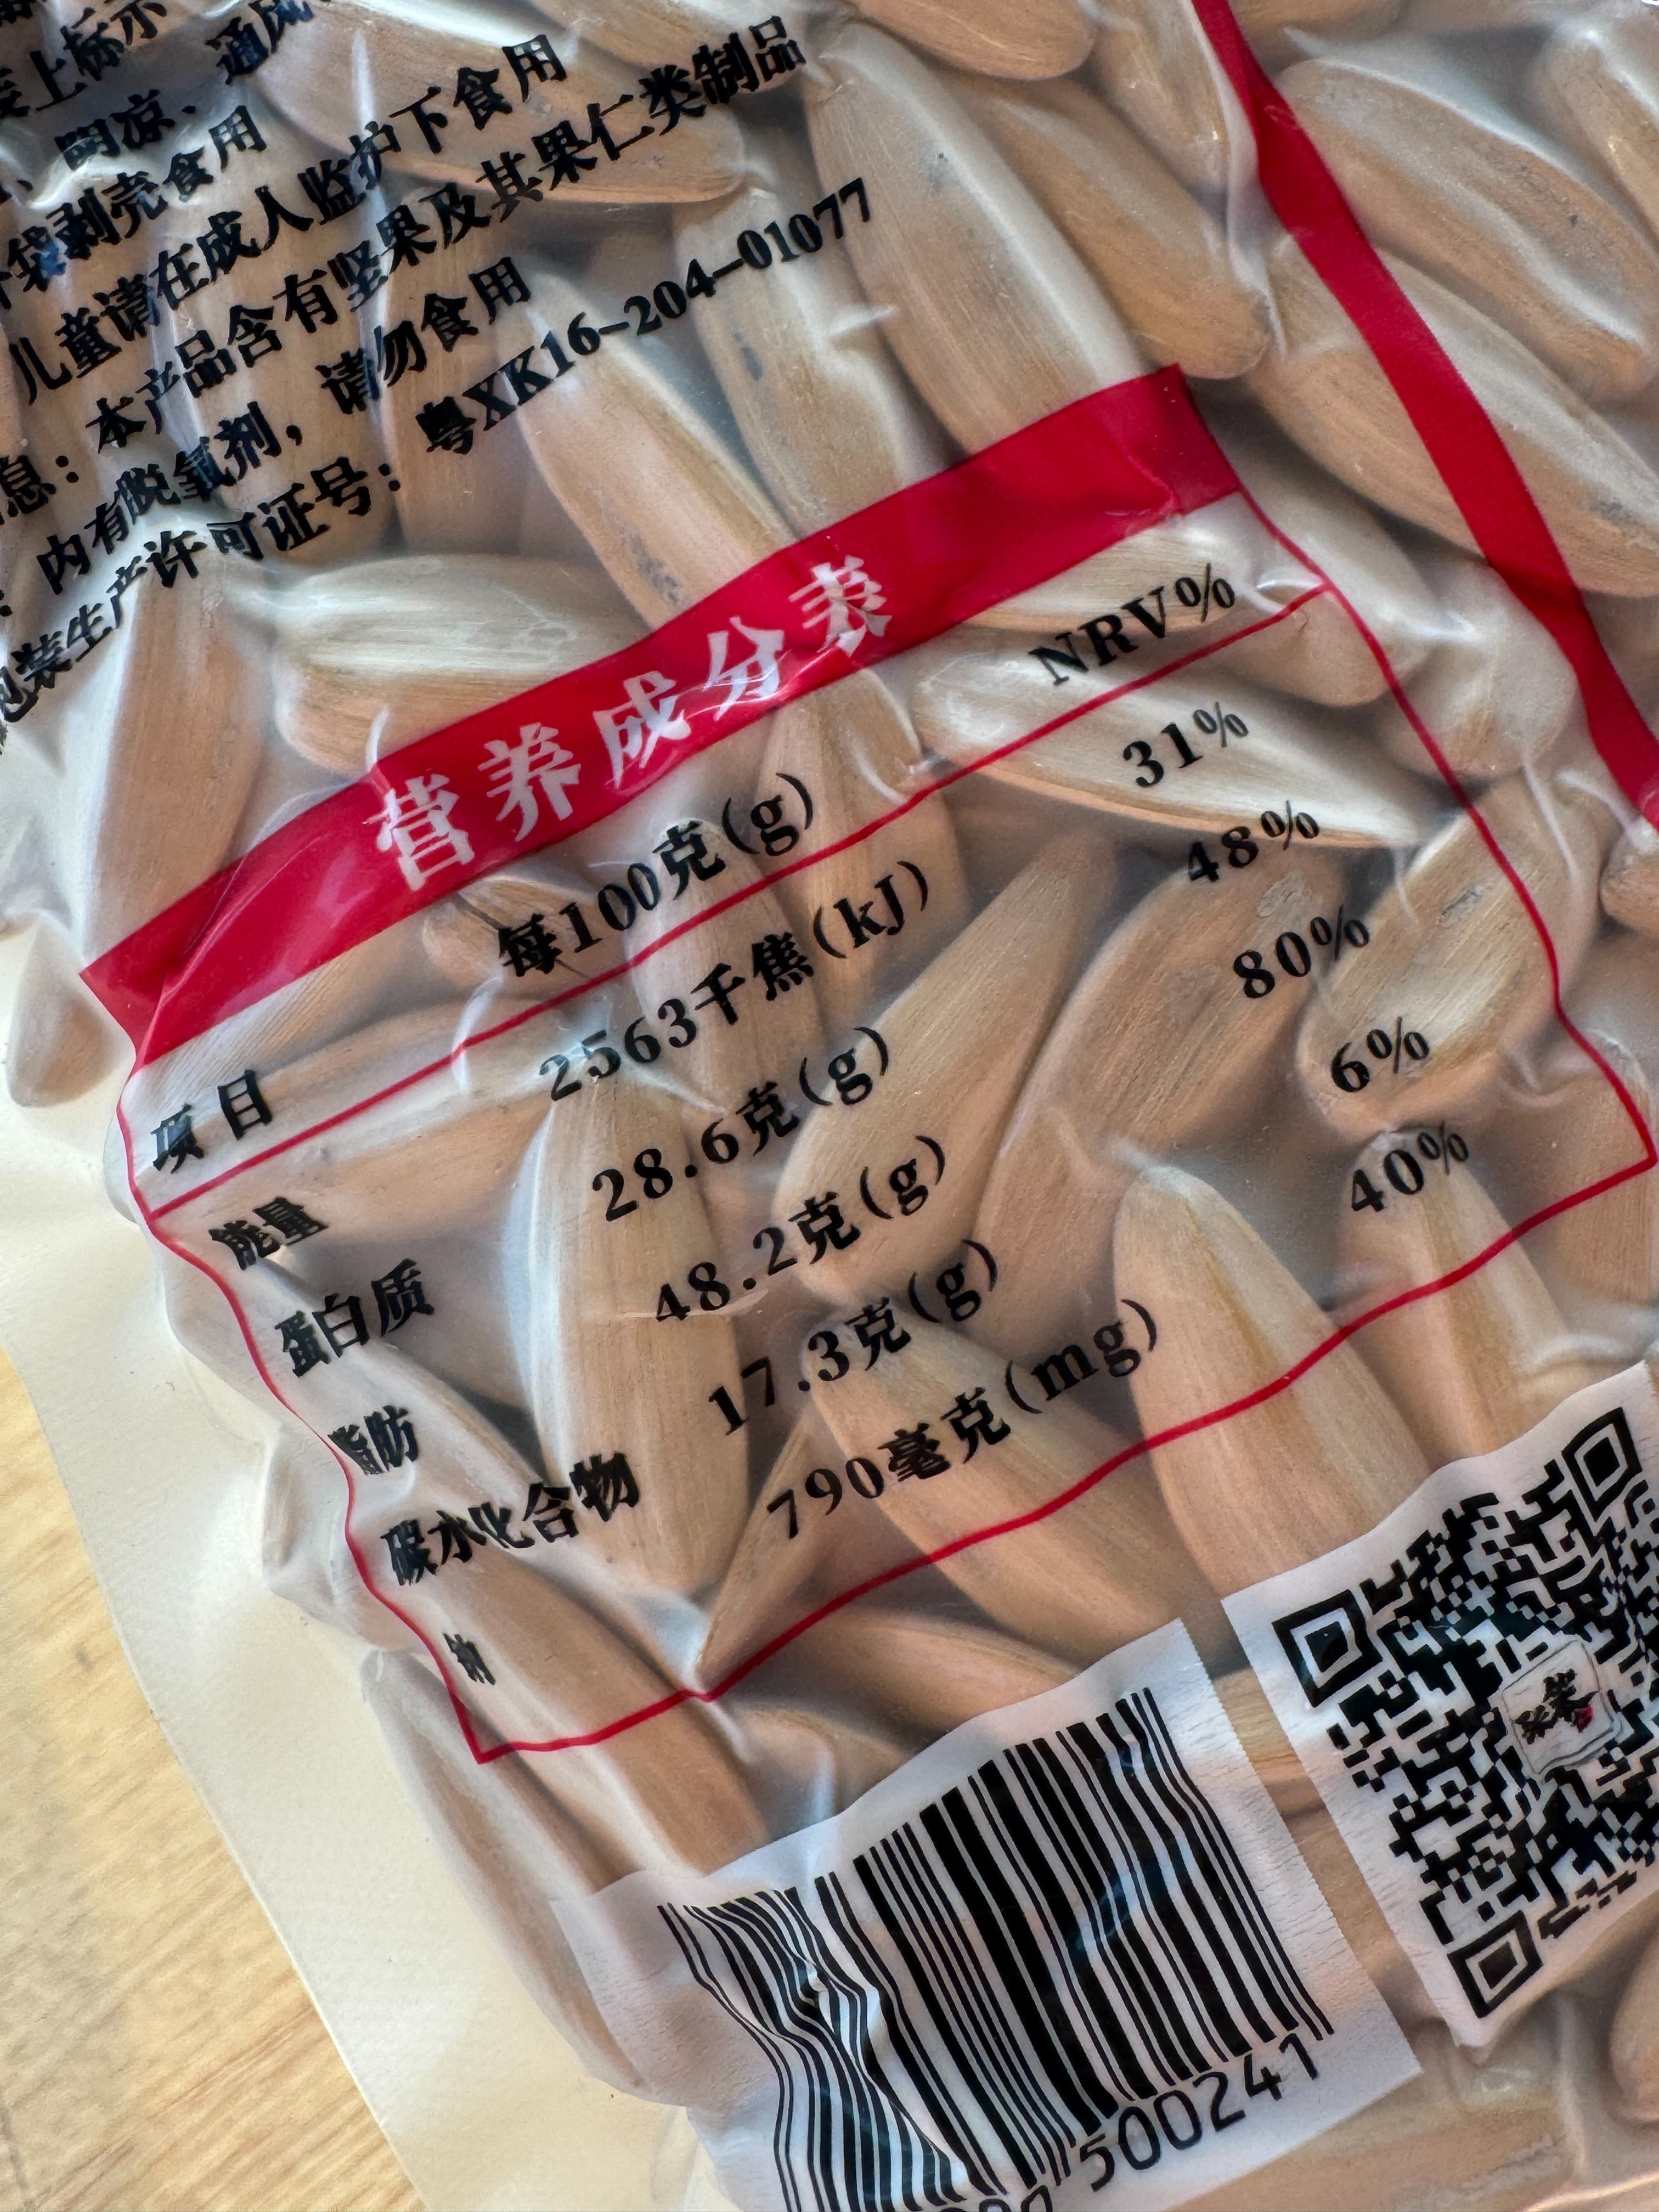 装上标示
阴凉、通风
袋剥壳食用
儿童请在成人监护下食用
息：本产品含有坚果及其果仁类制品
：内有脱氧剂，请勿食用
包装生产许可证号：粤XK16-204-01077
营养成分表
项目 每100克(g) NRV%
能量 2563千焦(kJ) 31%
蛋白质 28.6克(g) 48%
脂肪 48.2克(g) 80%
碳水化合物 17.3克(g) 6%
790毫克(mg) 40%
500241